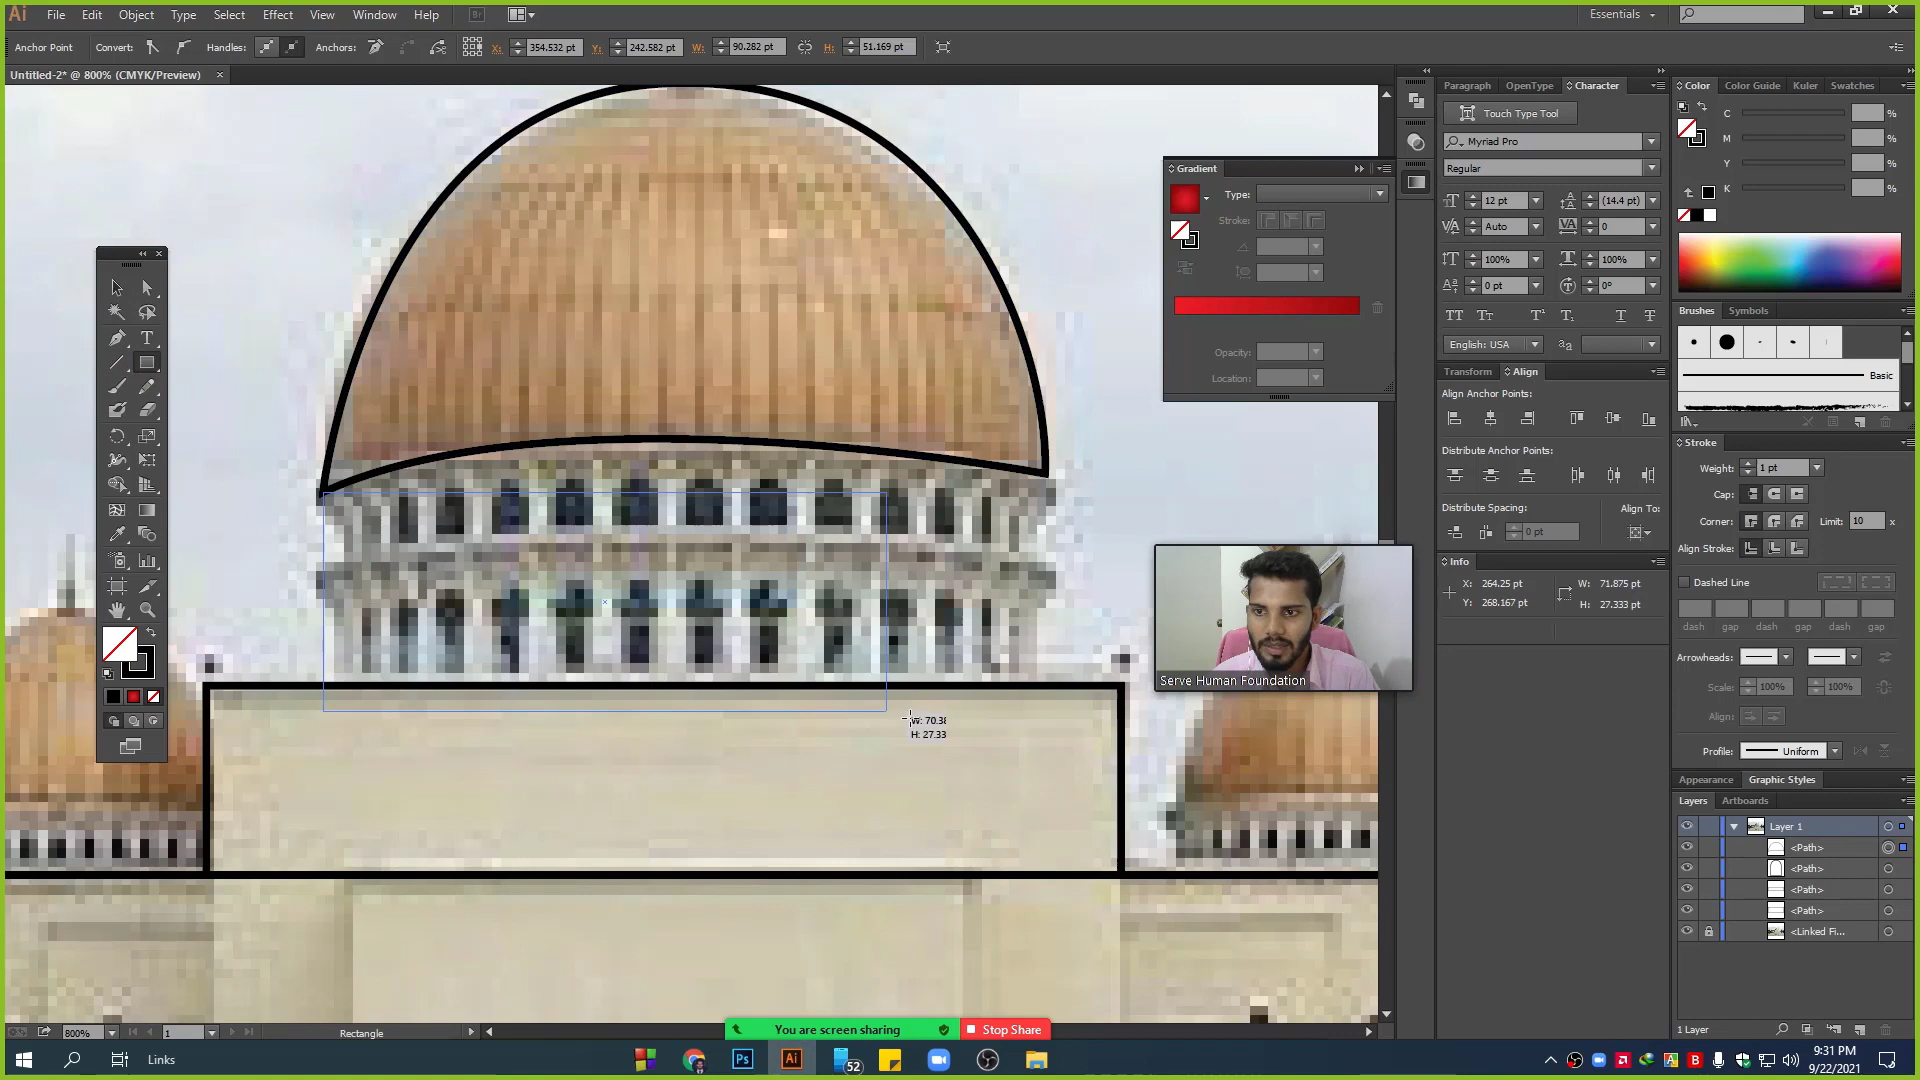 Ai File Edit Object Type Select Effect View Window Help Br Essentials
Anchor Point Convert: Handles: Anchors: X: 354.532 pt Y: 242.582 pt W: 90.282 pt H: 51.169 pt
Untitled-2* @ 800% (CMYK/Preview)
Gradient
Type:
Stroke:
Opacity:
Location:
Paragraph OpenType Character
Touch Type Tool
Myriad Pro
Regular
12 pt (14.4 pt)
Auto 0
100% 100%
0 pt 0°
English: USA
Transform Align
Align Anchor Points:
Distribute Anchor Points:
Distribute Spacing: Align To:
0 pt
Info
X: 264.25 pt W: 71.875 pt
Y: 268.167 pt H: 27.333 pt
Color Color Guide Kuler Swatches
C %
M %
Y %
K %
Brushes Symbols
Basic
Stroke
Weight: 1 pt
Cap:
Corner: Limit: 10 x
Align Stroke:
Dashed Line
dash gap dash gap dash gap
Arrowheads:
Scale: 100% 100%
Align:
Profile: Uniform
Appearance Graphic Styles
Layers Artboards
Layer 1
<Path>
<Path>
<Path>
<Path>
<Linked Fi...
1 Layer
W: 70.38
H: 27.33
Serve Human Foundation
800% 1 Rectangle
You are screen sharing Stop Share
Links Ps Ai 52
9:31 PM
9/22/2021